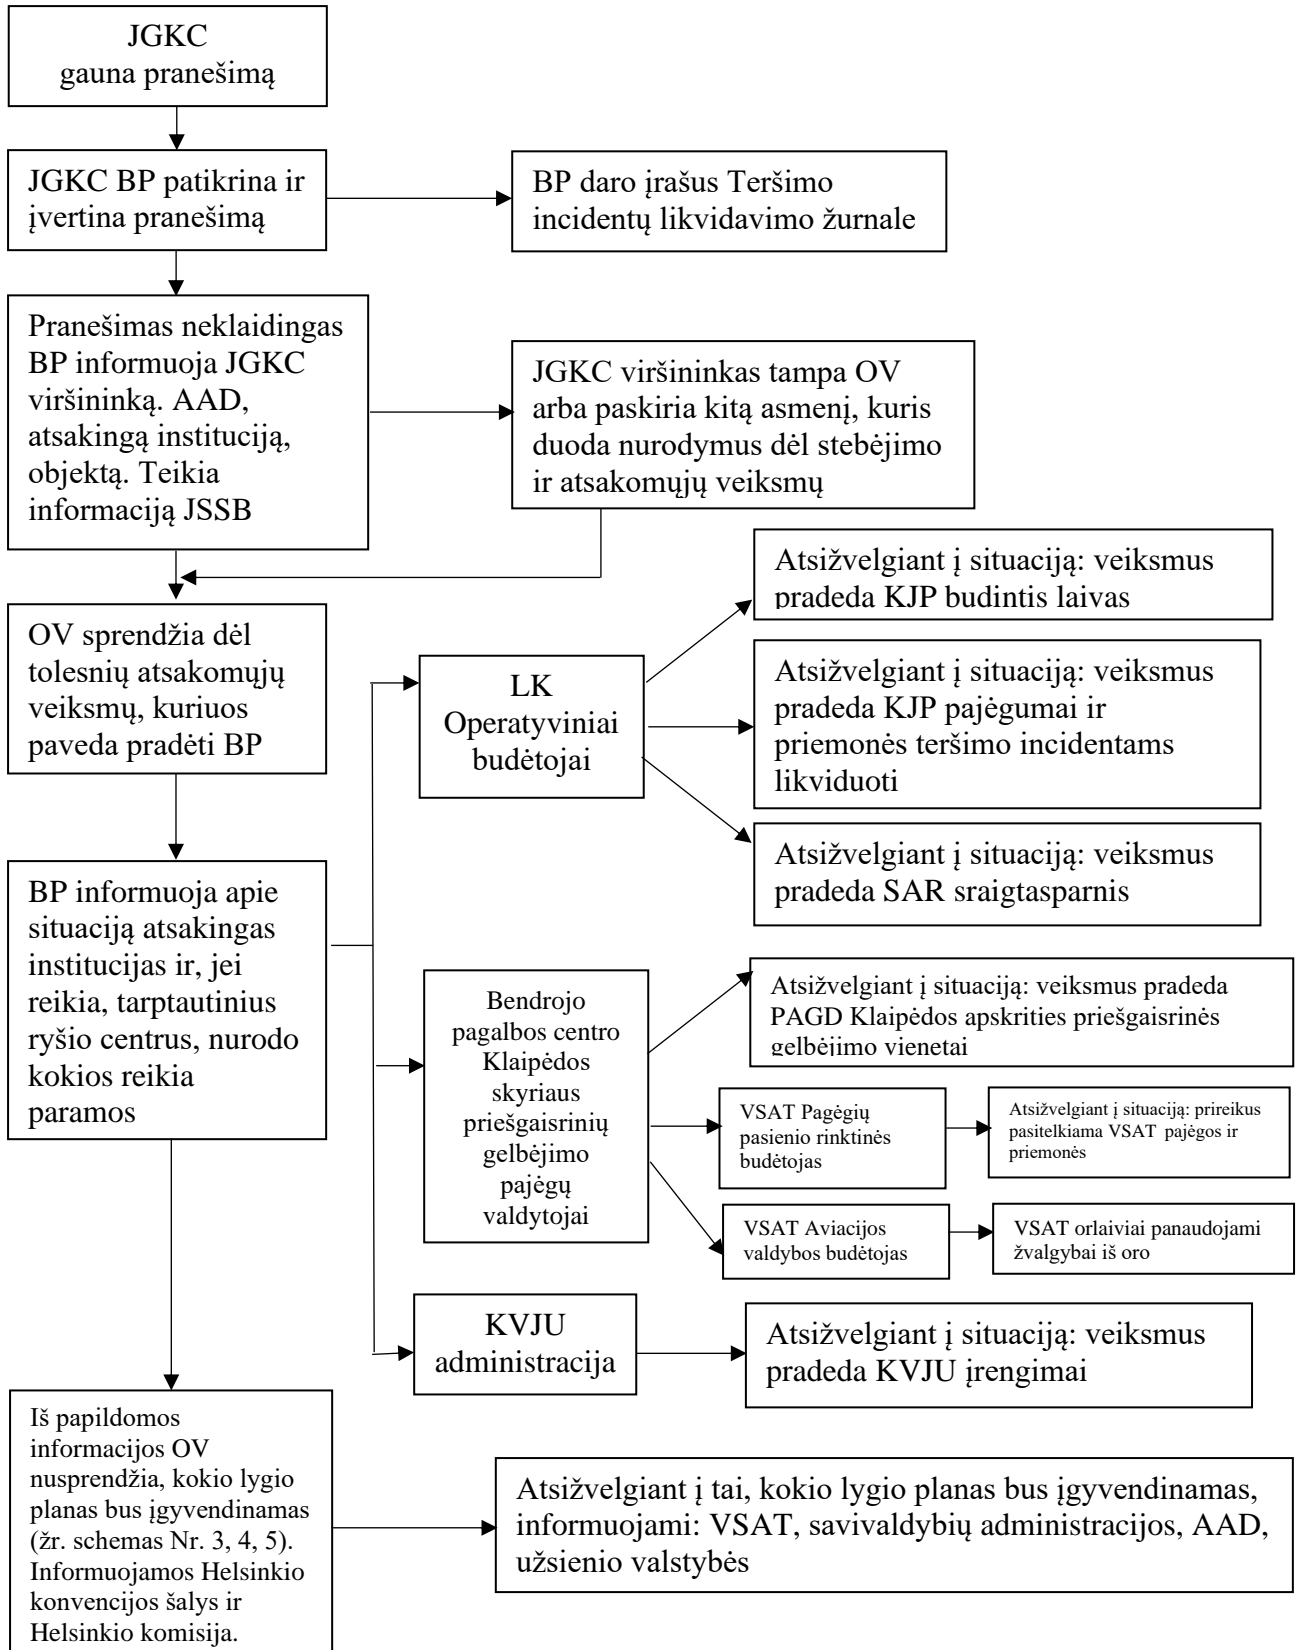 JGKC
gauna pranešimą
JGKC BP patikrina ir
įvertina pranešimą
BP daro įrašus Teršimo
incidentų likvidavimo žurnale
Pranešimas neklaidingas
BP informuoja JGKC
viršininką. AAD,
atsakingą instituciją,
objektą. Teikia
informaciją JSSB
JGKC viršininkas tampa OV
arba paskiria kitą asmenį, kuris
duoda nurodymus dėl stebėjimo
ir atsakomųjų veiksmų
OV sprendžia dėl
tolesnių atsakomųjų
veiksmų, kuriuos
paveda pradėti BP
LK
Operatyviniai
budėtojai
Atsižvelgiant į situaciją: veiksmus
pradeda KJP budintis laivas
Atsižvelgiant į situaciją: veiksmus
pradeda KJP pajėgumai ir
priemonės teršimo incidentams
likviduoti
Atsižvelgiant į situaciją: veiksmus
pradeda SAR sraigtasparnis
BP informuoja apie
situaciją atsakingas
institucijas ir, jei
reikia, tarptautinius
ryšio centrus, nurodo
kokios reikia
paramos
Bendrojo
pagalbos centro
Klaipėdos
skyriaus
priešgaisrinių
gelbėjimo
pajėgų
valdytojai
Atsižvelgiant į situaciją: veiksmus pradeda
PAGD Klaipėdos apskrities priešgaisrinės
gelbėjimo vienetai
VSAT Pagėgių
pasienio rinktinės
budėtojas
Atsižvelgiant į situaciją: prireikus
pasitelkiama VSAT pajėgos ir
priemonės
VSAT Aviacijos
valdybos budėtojas
VSAT orlaiviai panaudojami
žvalgybai iš oro
KVJU
administracija
Atsižvelgiant į situaciją: veiksmus
pradeda KVJU įrengimai
Iš papildomos
informacijos OV
nusprendžia, kokio lygio
planas bus įgyvendinamas
(žr. schemas Nr. 3, 4, 5).
Informuojamos Helsinkio
konvencijos šalys ir
Helsinkio komisija.
Atsižvelgiant į tai, kokio lygio planas bus įgyvendinamas,
informuojami: VSAT, savivaldybių administracijos, AAD,
užsienio valstybės